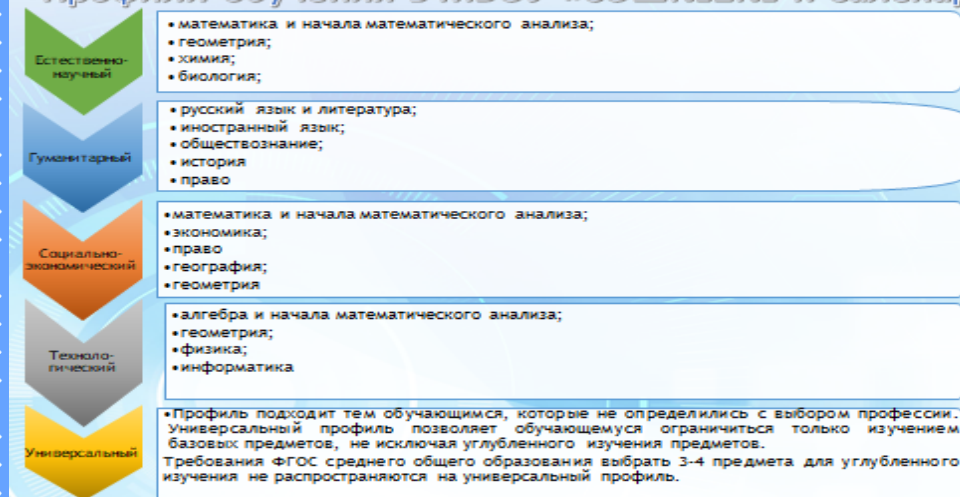 • математика и начала математического анализа;
• геометрия;
• химия;
• биология;
Естественно-
научный
• русский язык и литература;
• иностранный язык;
• обществознание;
• история
• право
Гуманитарный
• математика и начала математического анализа;
• экономика;
• право
• география;
• геометрия
Социально-
экономический
• алгебра и начала математического анализа;
• геометрия;
• физика;
• информатика
Техноло-
гический
• Профиль подходит тем обучающимся, которые не определились с выбором профессии.
Универсальный профиль позволяет обучающемуся ограничиться только изучением
базовых предметов, не исключая углубленного изучения предметов.
Требования ФГОС среднего общего образования выбрать 3-4 предмета для углубленного
изучения не распространяются на универсальный профиль.
Универсальный